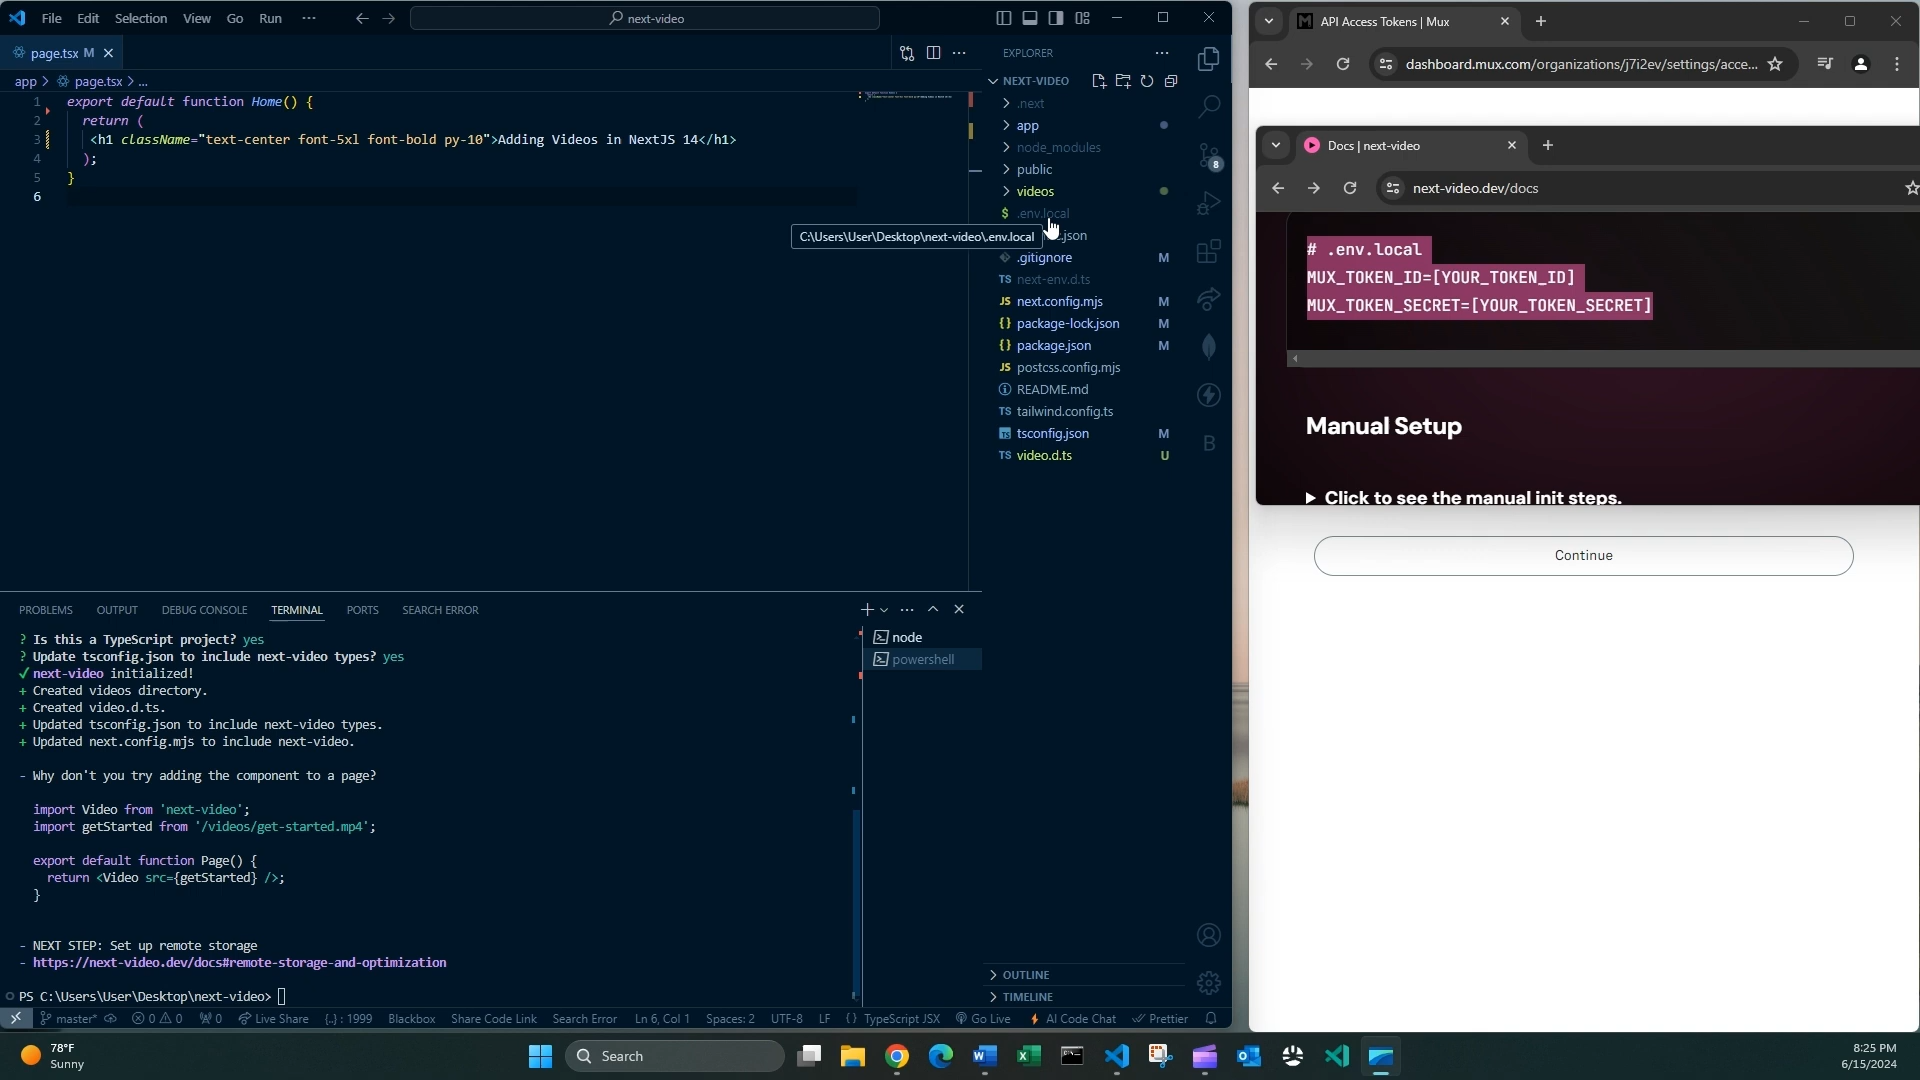 File Edit Selection View Go Run ··· next-video
page.tsx M
app > page.tsx > ...
1 export default function Home() {
2 return (
3 <h1 className="text-center font-5xl font-bold py-10">Adding Videos in NextJS 14</h1>
4 );
5 }
6
C:\Users\User\Desktop\next-video\.env.local
EXPLORER
NEXT-VIDEO
.next
app
node_modules
public
videos
$ .env.local
.json
.gitignore M
TS next-env.d.ts
JS next.config.mjs M
{} package-lock.json M
{} package.json M
JS postcss.config.mjs
README.md
TS tailwind.config.ts
tsconfig.json M
TS video.d.ts U
8
B
OUTLINE
TIMELINE
PROBLEMS OUTPUT DEBUG CONSOLE TERMINAL PORTS SEARCH ERROR
node
powershell
? Is this a TypeScript project? yes
? Update tsconfig.json to include next-video types? yes
✓ next-video initialized!
+ Created videos directory.
+ Created video.d.ts.
+ Updated tsconfig.json to include next-video types.
+ Updated next.config.mjs to include next-video.
- Why don't you try adding the component to a page?
import Video from 'next-video';
import getStarted from '/videos/get-started.mp4';
export default function Page() {
return <Video src={getStarted} />;
}
- NEXT STEP: Set up remote storage
- https://next-video.dev/docs#remote-storage-and-optimization
PS C:\Users\User\Desktop\next-video>
master* 0 0 0 Live Share {..} : 1999 Blackbox Share Code Link Search Error Ln 6, Col 1 Spaces: 2 UTF-8 LF {} TypeScript JSX Go Live AI Code Chat Prettier
API Access Tokens | Mux
dashboard.mux.com/organizations/j7i2ev/settings/acce...
Docs | next-video
next-video.dev/docs
# .env.local
MUX_TOKEN_ID=[YOUR_TOKEN_ID]
MUX_TOKEN_SECRET=[YOUR_TOKEN_SECRET]
Manual Setup
Click to see the manual init steps.
Continue
78°F
Sunny
Search
8:25 PM
6/15/2024